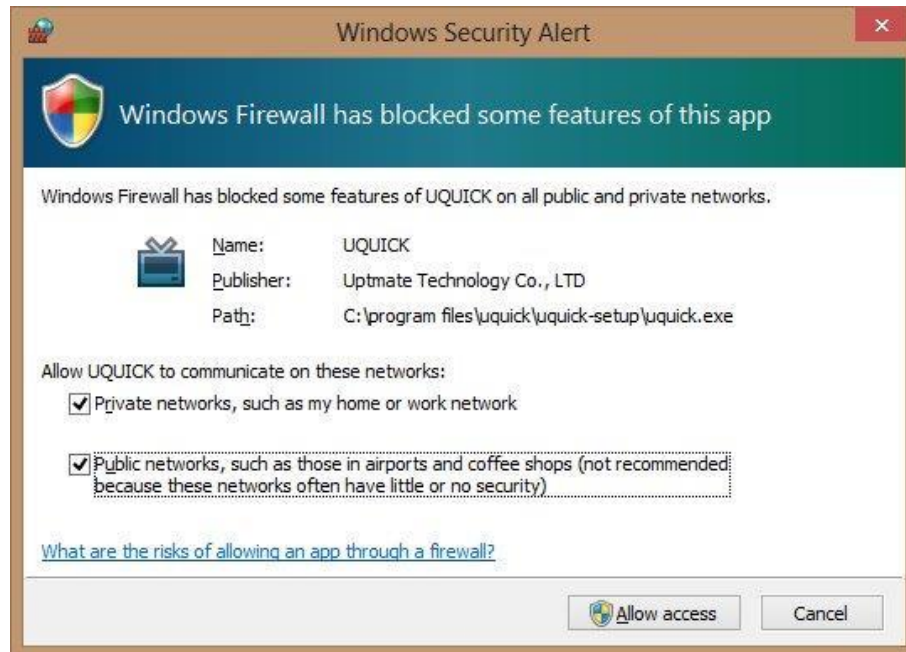 Windows Security Alert
Windows Firewall has blocked some features of this app
Windows Firewall has blocked some features of UQUICK on all public and private networks.
Name: UQUICK
Publisher: Uptmate Technology Co., LTD
Path: C:\program files\uquick\uquick-setup\uquick.exe
Allow UQUICK to communicate on these networks:
Private networks, such as my home or work network
Public networks, such as those in airports and coffee shops (not recommended
because these networks often have little or no security)
What are the risks of allowing an app through a firewall?
Allow access Cancel